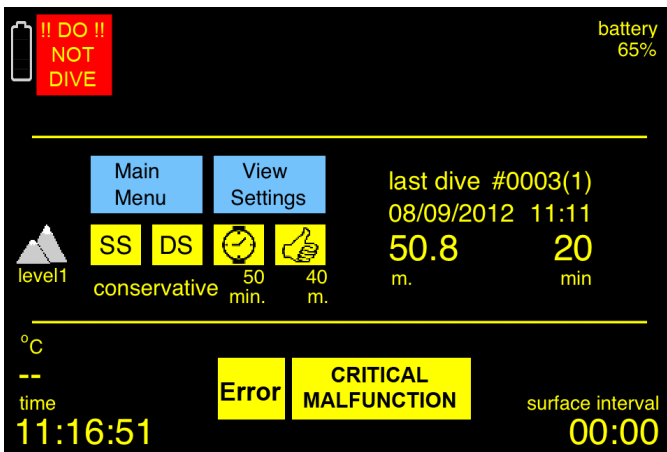 !! DO !!
NOT
DIVE
battery
65%
Main
Menu
View
Settings
last dive #0003(1)
08/09/2012 11:11
50.8 20
m. min
SS DS
level1
conservative 50 min. 40 m.
°C
--
time
11:16:51
Error
CRITICAL
MALFUNCTION
surface interval
00:00